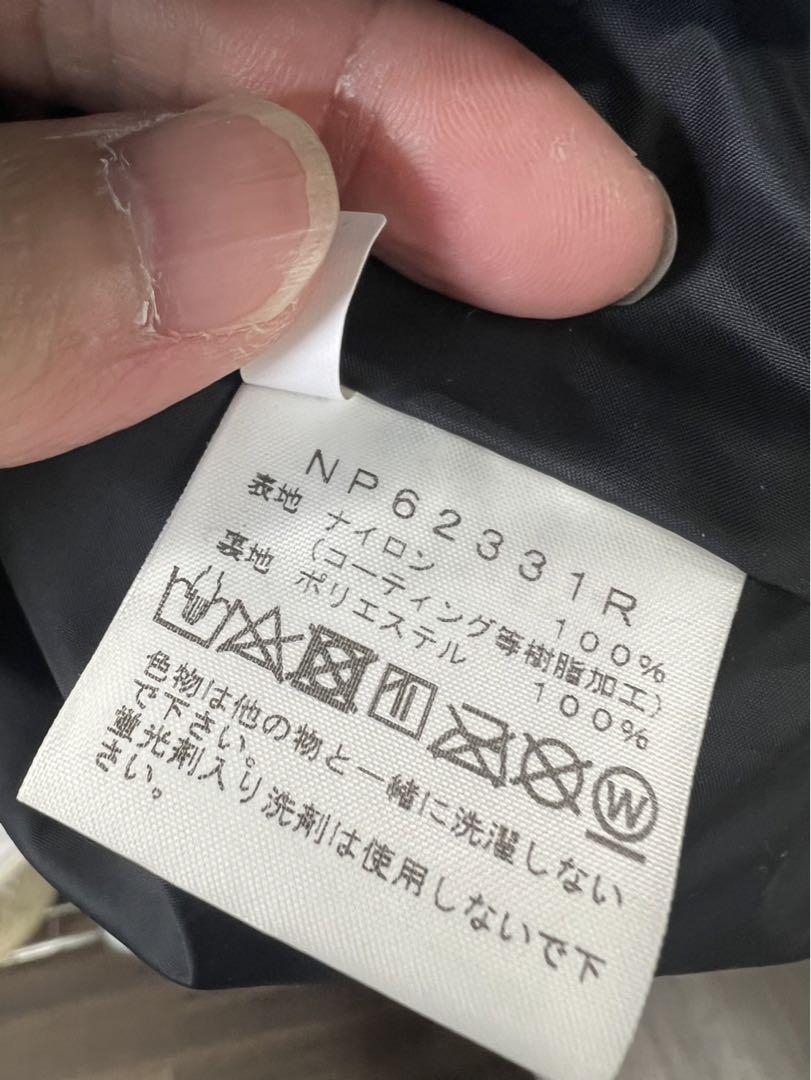 NP62331R
表地 ナイロン 100%
(コーティング等樹脂加工)
裏地 ポリエステル 100%
W
色物は他の物と一緒に洗濯しない
で下さい。
蛍光剤入り洗剤は使用しないで下
さい。